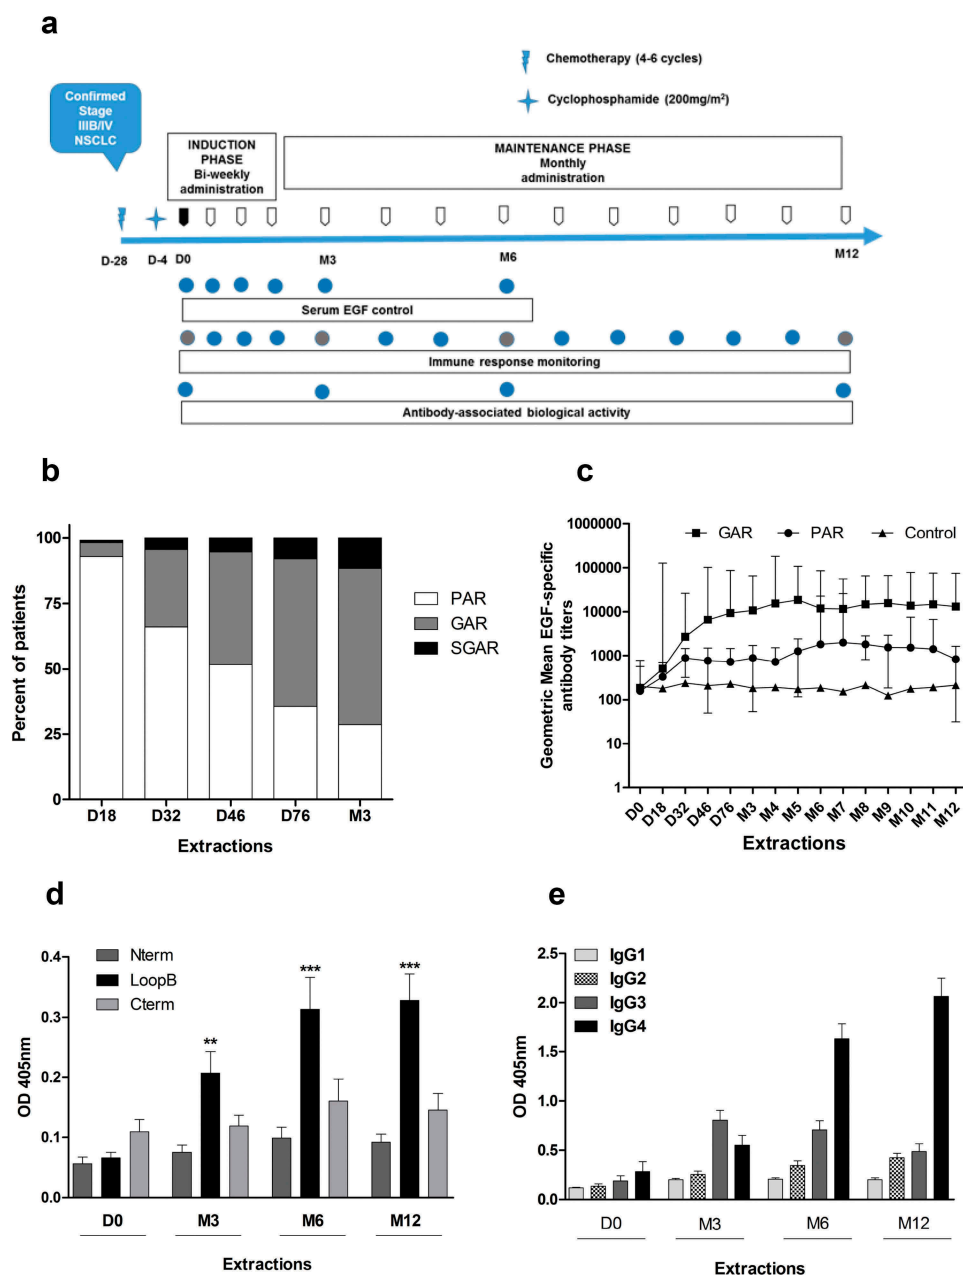 a
Chemotherapy (4-6 cycles)
Cyclophosphamide (200mg/m²)
Confirmed
Stage
IIIB/IV
NSCLC
INDUCTION
PHASE
Bi-weekly
administration
MAINTENANCE PHASE
Monthly
administration
D-28
D-4
D0
M3
M6
M12
Serum EGF control
Immune response monitoring
Antibody-associated biological activity
b
Percent of patients
100
75
50
25
0
D18
D32
D46
D76
M3
Extractions
PAR
GAR
SGAR
c
Geometric Mean EGF-specific
antibody titers
1000000
100000
10000
1000
100
10
1
GAR
PAR
Control
D0
D18
D32
D46
D76
M3
M4
M5
M6
M7
M8
M9
M10
M11
M12
Extractions
d
OD 405nm
0.4
0.3
0.2
0.1
0.0
Nterm
LoopB
Cterm
**
***
***
D0
M3
M6
M12
Extractions
e
OD 405nm
2.5
2.0
1.5
1.0
0.5
0.0
IgG1
IgG2
IgG3
IgG4
D0
M3
M6
M12
Extractions